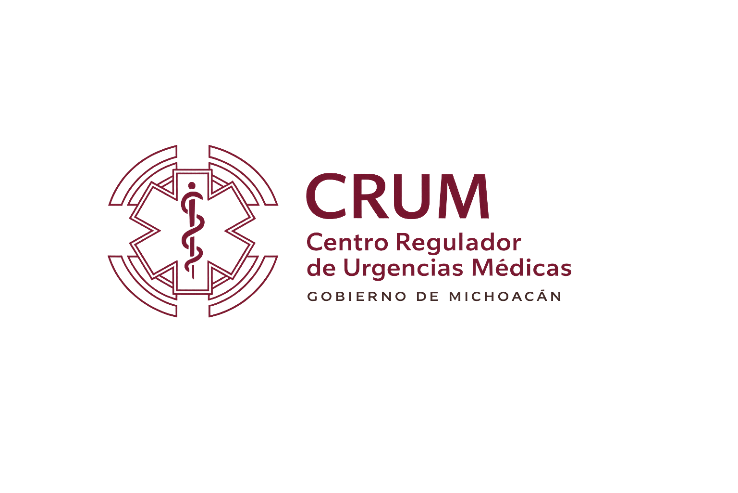 CRUM
Centro Regulador
de Urgencias Médicas
GOBIERNO DE MICHOACÁN